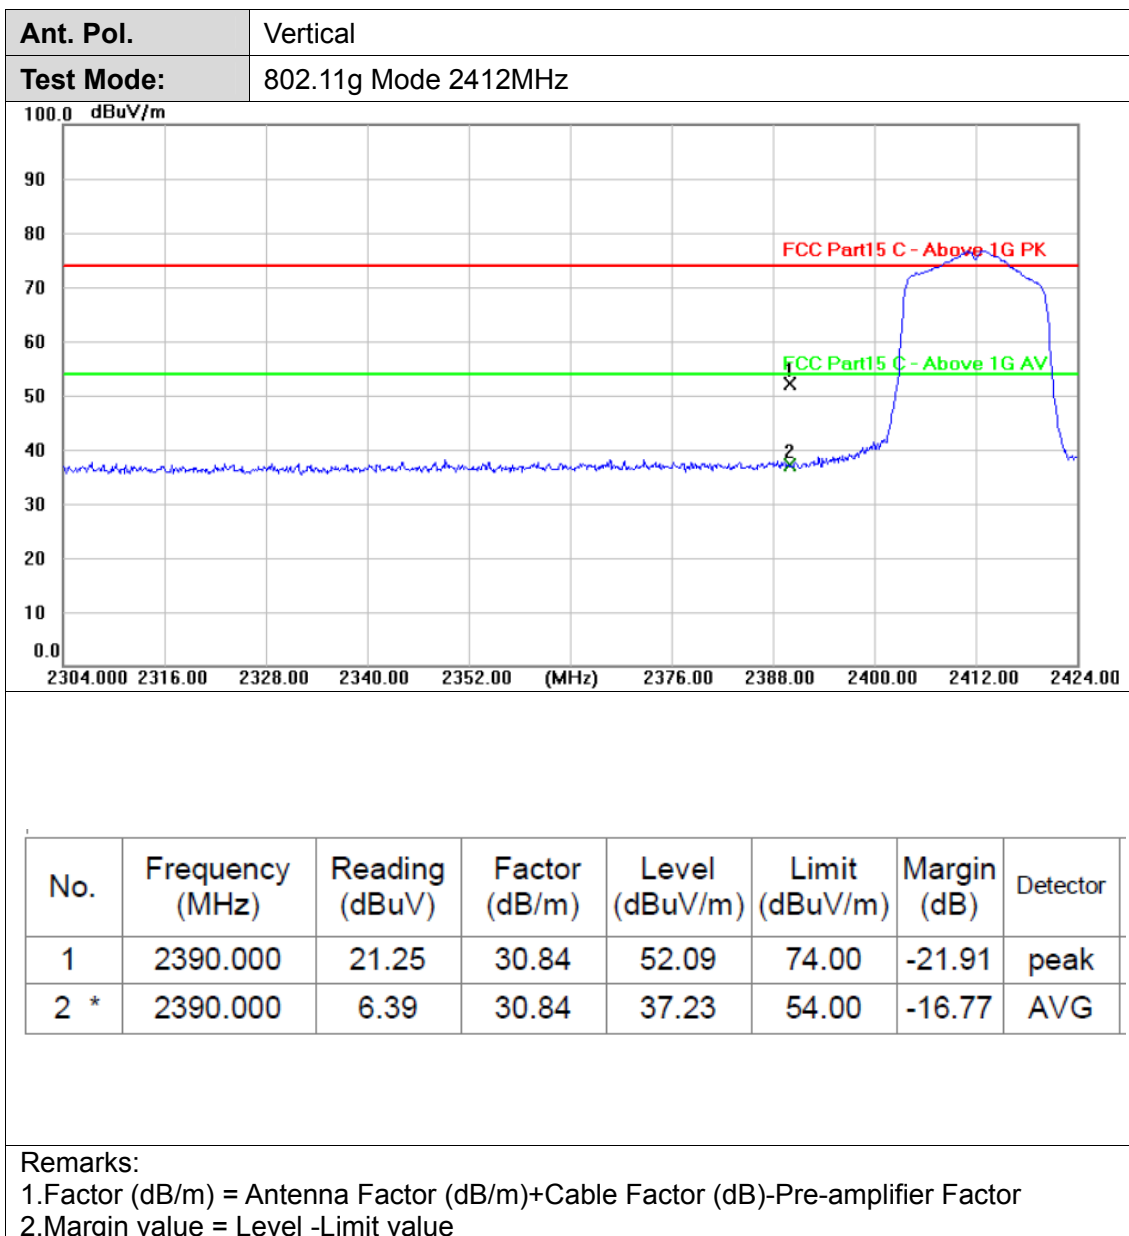 Ant. Pol. Vertical
Test Mode: 802.11g Mode 2412MHz
100.0 dBuV/m
90
80
FCC Part15 C - Above 1G PK
70
60
FCC Part15 C - Above 1G AV
1
50
40
2
30
20
10
0.0
2304.000 2316.00 2328.00 2340.00 2352.00 (MHz) 2376.00 2388.00 2400.00 2412.00 2424.00
No. Frequency (MHz) Reading (dBuV) Factor (dB/m) Level (dBuV/m) Limit (dBuV/m) Margin (dB) Detector
1 2390.000 21.25 30.84 52.09 74.00 -21.91 peak
2 * 2390.000 6.39 30.84 37.23 54.00 -16.77 AVG
Remarks:
1.Factor (dB/m) = Antenna Factor (dB/m)+Cable Factor (dB)-Pre-amplifier Factor
2.Margin value = Level -Limit value